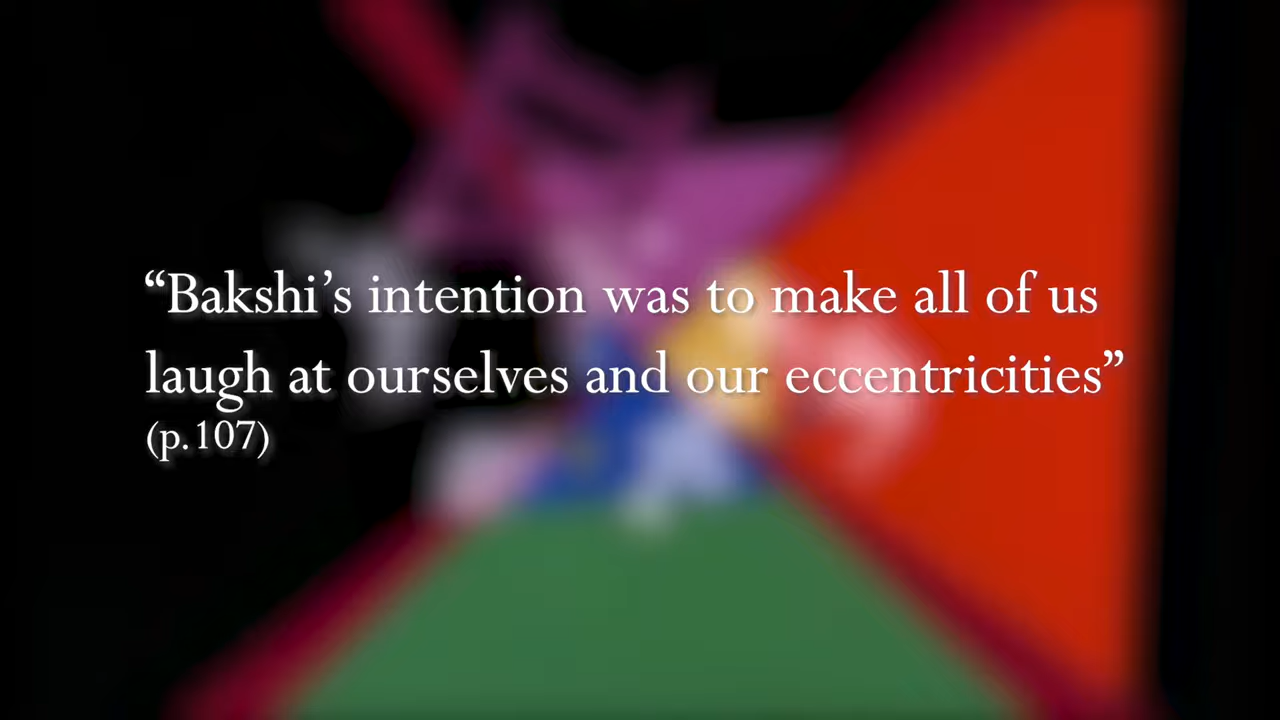 “Bakshi’s intention was to make all of us
laugh at ourselves and our eccentricities”
(p.107)